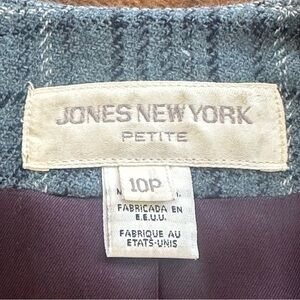 JONES NEW YORK
PETITE
10P
FABRICADA EN
E.E.U.U.
FABRIQUE AU
ETATS-UNIS